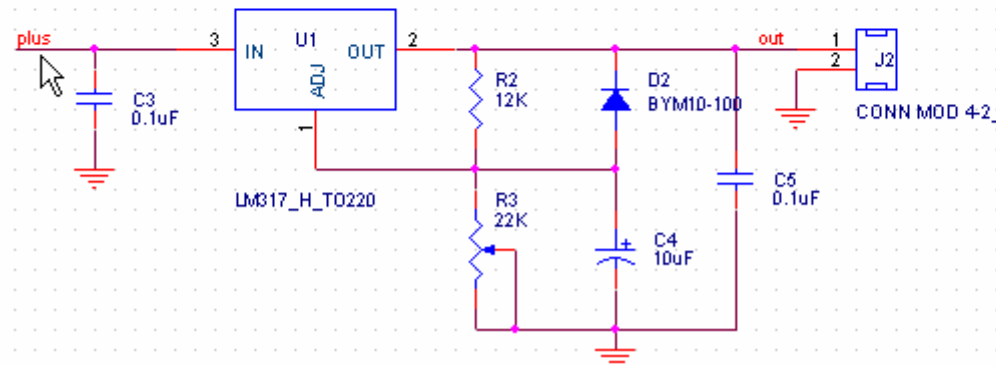 plus
3
IN
U1
OUT
ADJ
2
1
LM317_H_TO220
C3
0.1uF
R2
12K
D2
BYM10-100
out
1
2
J2
CONN MOD 4-2_
R3
22K
C4
10uF
+
C5
0.1uF